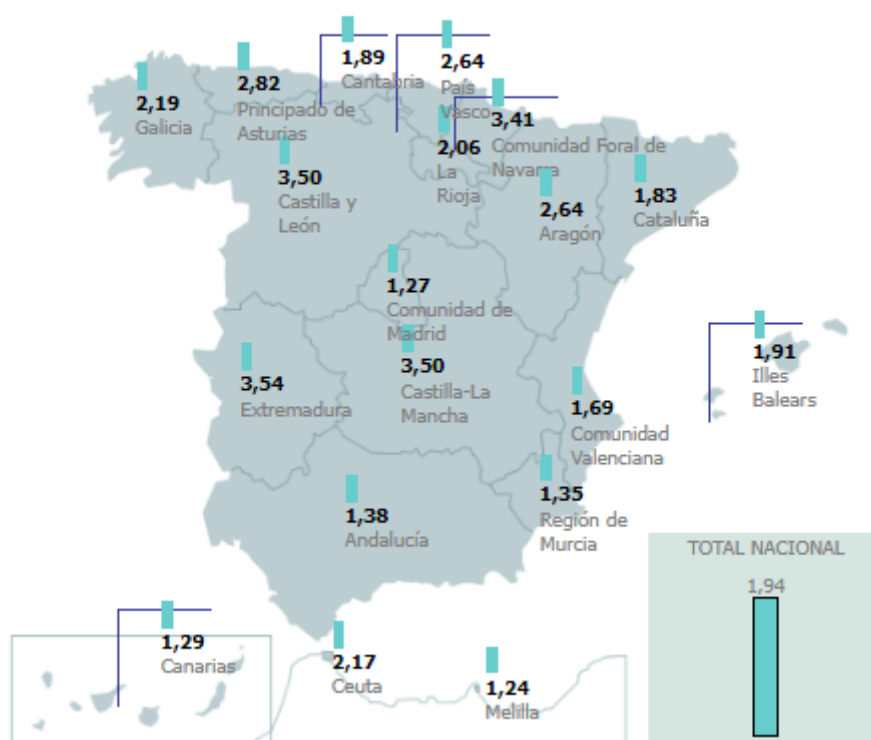 1,89
Cantabria
2,64
País
Vasco
2,82
Principado de
Asturias
2,19
Galicia
3,41
Comunidad Foral de
Navarra
2,06
La
Rioja
3,50
Castilla y
León
2,64
Aragón
1,83
Cataluña
1,27
Comunidad de
Madrid
3,54
Extremadura
3,50
Castilla-La
Mancha
1,91
Illes
Balears
1,69
Comunidad
Valenciana
1,38
Andalucía
1,35
Región de
Murcia
TOTAL NACIONAL
1,94
1,29
Canarias
2,17
Ceuta
1,24
Melilla